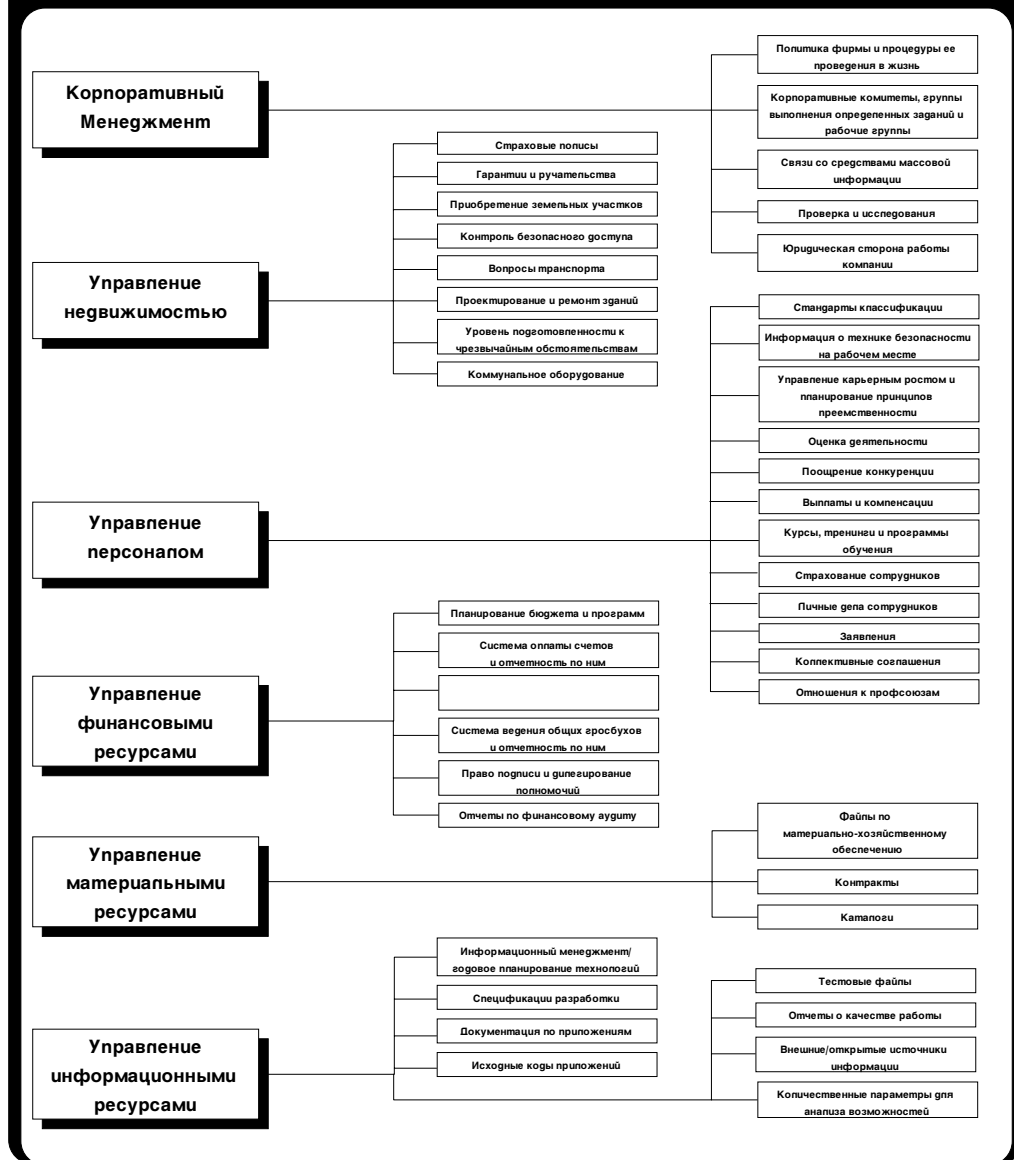 Корпоративный
Менеджмент
Политика фирмы и процедуры ее
проведения в жизнь
Корпоративные комитеты, группы
выполнения определенных заданий и
рабочие группы
Связи со средствами массовой
информации
Проверка и исследования
Юридическая сторона работы
компании
Управление
недвижимостью
Страховые полисы
Гарантии и ручательства
Приобретение земельных участков
Контроль безопасного доступа
Вопросы транспорта
Проектирование и ремонт зданий
Уровень подготовленности к
чрезвычайным обстоятельствам
Коммунальное оборудование
Управление
персоналом
Стандарты классификации
Информация о технике безопасности
на рабочем месте
Управление карьерным ростом и
планирование принципов
преемственности
Оценка деятельности
Поощрение конкуренции
Выплаты и компенсации
Курсы, тренинги и программы
обучения
Страхование сотрудников
Личные дела сотрудников
Заявления
Коллективные соглашения
Отношения к профсоюзам
Управление
финансовыми
ресурсами
Планирование бюджета и программ
Система оплаты счетов
и отчетность по ним
Система ведения общих гросбухов
и отчетность по ним
Право подписи и дилегирование
полномочий
Отчеты по финансовому аудиту
Управление
материальными
ресурсами
Файлы по
материально-хозяйственному
обеспечению
Контракты
Каталоги
Управление
информационными
ресурсами
Информационный менеджмент/
годовое планирование технологий
Спецификации разработки
Документация по приложениям
Исходные коды приложений
Тестовые файлы
Отчеты о качестве работы
Внешние/открытые источники
информации
Количественные параметры для
анализа возможностей